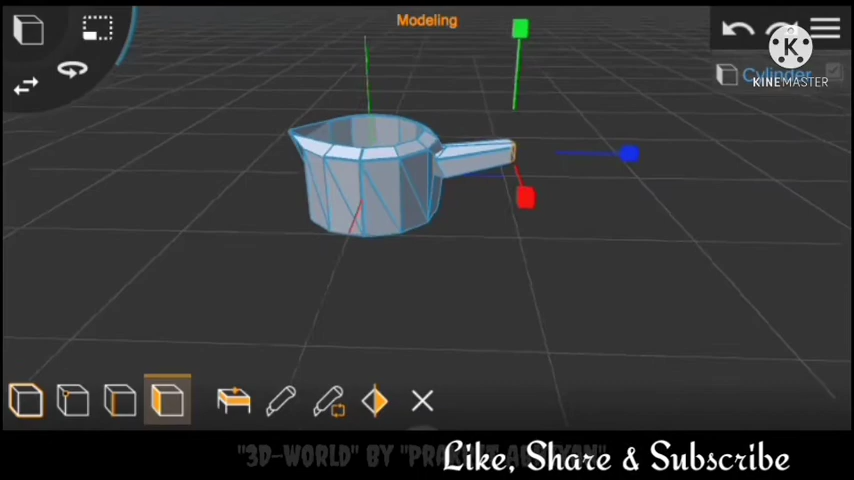 Modeling
Cylinder
K
KINEMASTER
"3D-WORLD" BY
Like, Share & Subscribe